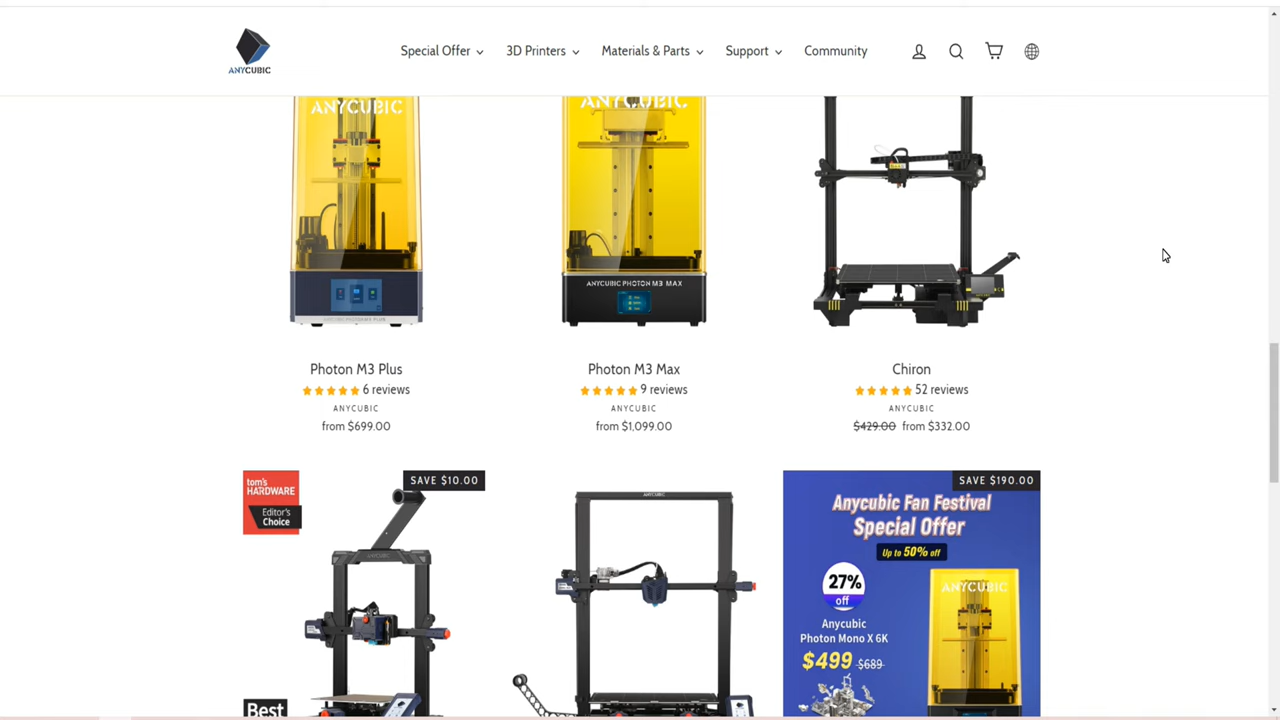 ANYCUBIC
Special Offer
3D Printers
Materials & Parts
Support
Community
ANYCUBIC
ANYCUBIC
ANYCUBIC PHOTON M3 MAX
Photon M3 Plus
6 reviews
ANYCUBIC
from $699.00
Photon M3 Max
9 reviews
ANYCUBIC
from $1,099.00
Chiron
52 reviews
ANYCUBIC
$429.00 from $332.00
tom's
HARDWARE
Editor's
Choice
SAVE $10.00
Best
ANYCUBIC
SAVE $190.00
Anycubic Fan Festival
Special Offer
Up to 50% off
27%
off
Anycubic
Photon Mono X 6K
$499 $689
ANYCUBIC